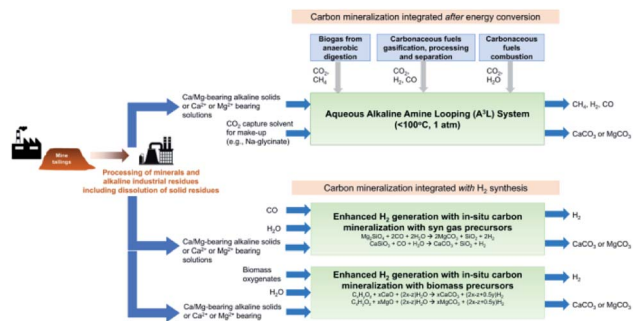 Carbon mineralization integrated after energy conversion
Biogas from
anaerobic
digestion
Carbonaceous fuels
gasification, processing
and separation
Carbonaceous
fuels
combustion
CO₂,
CH₄
CO₂,
H₂, CO
CO₂,
H₂O
Ca/Mg-bearing alkaline solids
or Ca²⁺ or Mg²⁺ bearing
solutions
CO₂ capture solvent
for make-up
(e.g., Na-glycinate)
Aqueous Alkaline Amine Looping (A³L) System
(<100°C, 1 atm)
CH₄, H₂, CO
CaCO₃ or MgCO₃
Mine
tailings
Processing of minerals and
alkaline industrial residues
including dissolution of solid residues
Carbon mineralization integrated with H₂ synthesis
CO
H₂O
Ca/Mg-bearing alkaline solids
or Ca²⁺ or Mg²⁺ bearing
solutions
Enhanced H₂ generation with in-situ carbon
mineralization with syn gas precursors
Mg₂SiO₄ + 2CO + 2H₂O → 2MgCO₃ + SiO₂ + 2H₂
CaSiO₃ + CO + H₂O → CaCO₃ + SiO₂ + H₂
H₂
CaCO₃ or MgCO₃
Biomass
oxygenates
H₂O
Ca/Mg-bearing alkaline solids
or Ca²⁺ or Mg²⁺ bearing
solutions
Enhanced H₂ generation with in-situ carbon
mineralization with biomass precursors
CₓHᵧO_z + xCaO + (2x-z)H₂O → xCaCO₃ + (2x-z+0.5y)H₂
CₓHᵧO_z + xMgO + (2x-z)H₂O → xMgCO₃ + (2x-z+0.5y)H₂
H₂
CaCO₃ or MgCO₃